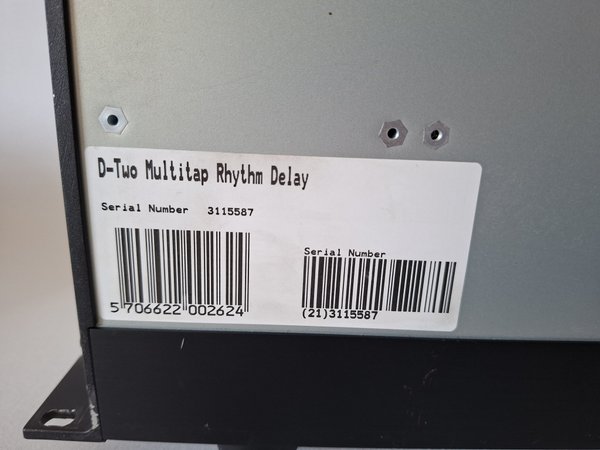 D-Two Multitap Rhythm Delay
Serial Number 3115587
Serial Number
5 706622 002624
(21)3115587